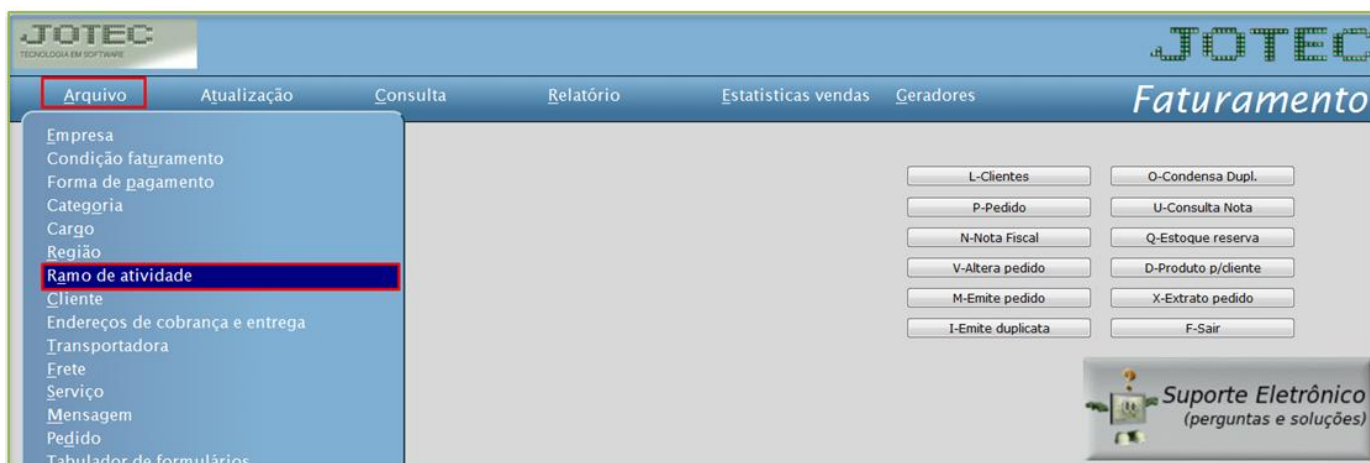 JOTEC
TECNOLOGIA EM SOFTWARE
JOTEC
Arquivo Atualização Consulta Relatório Estatisticas vendas Geradores Faturamento
Empresa
Condição faturamento
Forma de pagamento
Categoria
Cargo
Região
Ramo de atividade
Cliente
Endereços de cobrança e entrega
Transportadora
Frete
Serviço
Mensagem
Pedido
Tabulador de formulários
L-Clientes O-Condensa Dupl.
P-Pedido U-Consulta Nota
N-Nota Fiscal Q-Estoque reserva
V-Altera pedido D-Produto p/cliente
M-Emite pedido X-Extrato pedido
I-Emite duplicata F-Sair
Suporte Eletrônico
(perguntas e soluções)